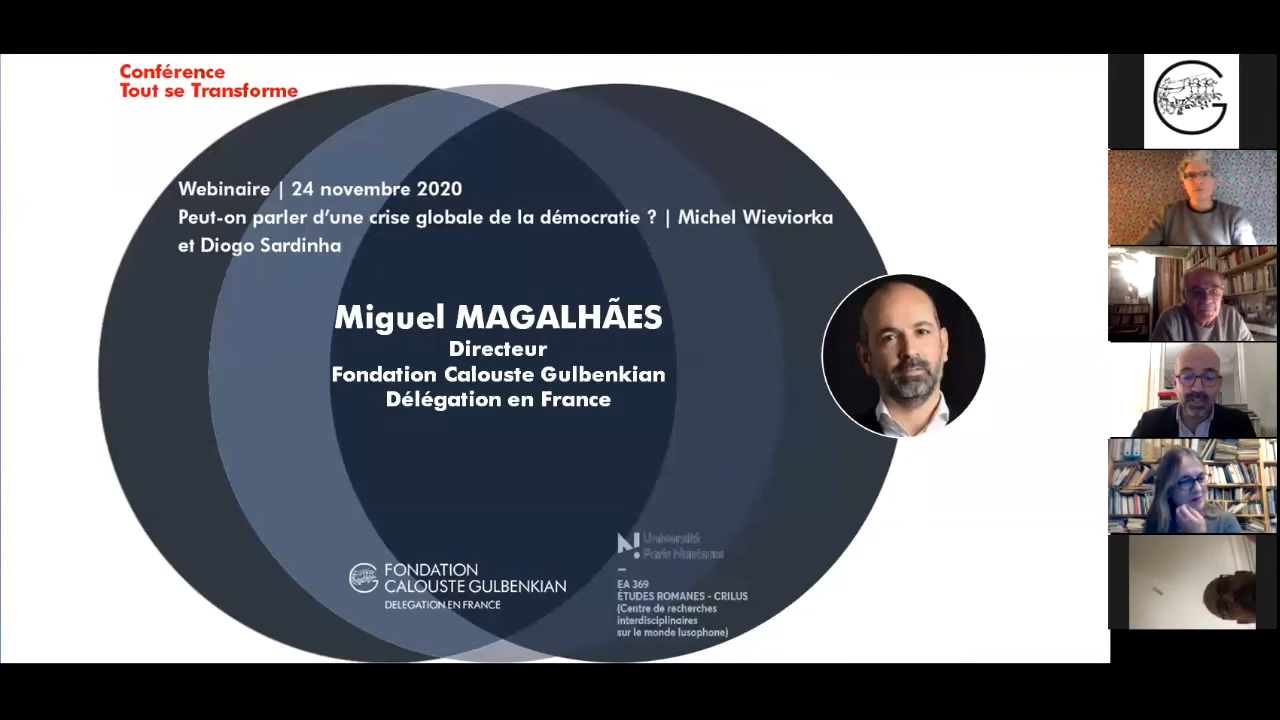 Conférence
Tout se Transforme
Webinaire | 24 novembre 2020
Peut-on parler d'une crise globale de la démocratie ? | Michel Wieviorka
et Diogo Sardinha
Miguel MAGALHÃES
Directeur
Fondation Calouste Gulbenkian
Délégation en France
FONDATION
CALOUSTE GULBENKIAN
DELEGATION EN FRANCE
Université
Paris Nanterre
EA 369
ÉTUDES ROMANES - CRILUS
(Centre de recherches
interdisciplinaires
sur le monde lusophone)